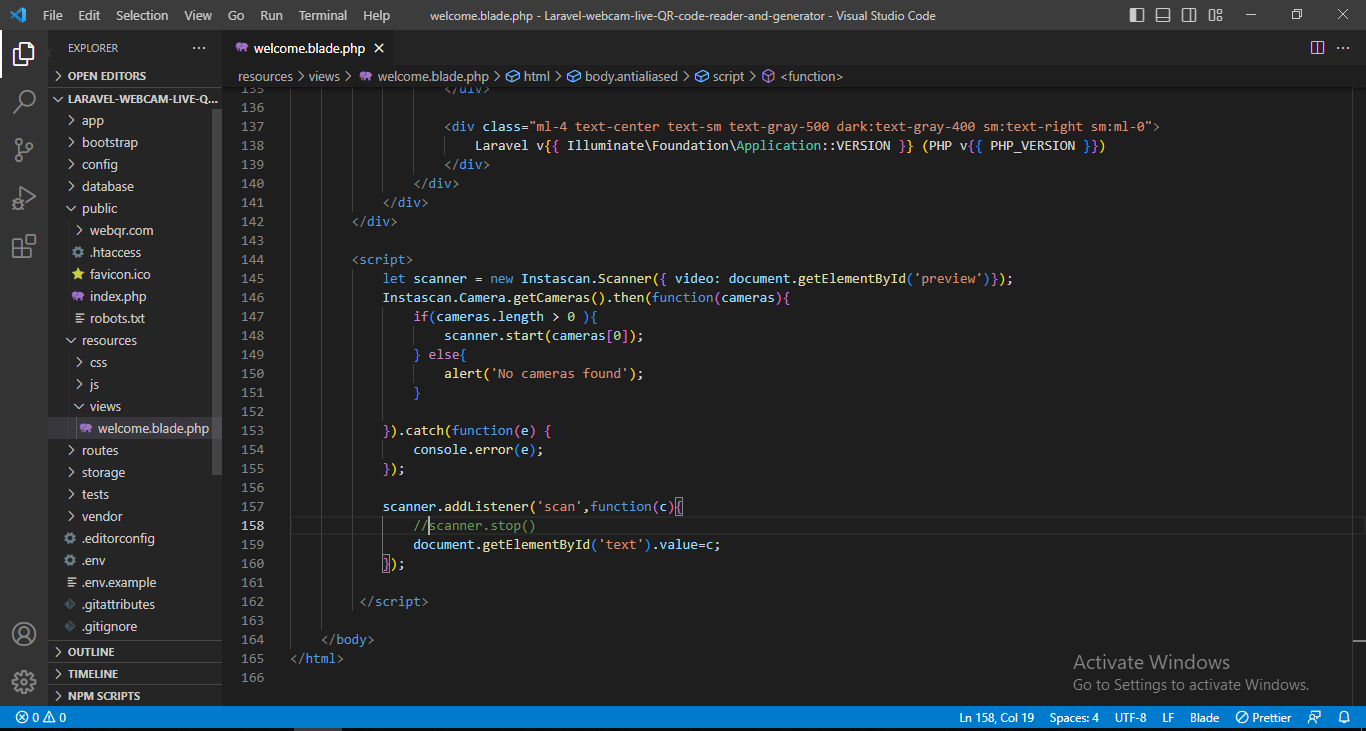 File Edit Selection View Go Run Terminal Help welcome.blade.php - Laravel-webcam-live-QR-code-reader-and-generator - Visual Studio Code
EXPLORER
OPEN EDITORS
LARAVEL-WEBCAM-LIVE-Q...
app
bootstrap
config
database
public
webqr.com
.htaccess
favicon.ico
index.php
robots.txt
resources
css
js
views
welcome.blade.php
routes
storage
tests
vendor
.editorconfig
.env
.env.example
.gitattributes
.gitignore
OUTLINE
TIMELINE
NPM SCRIPTS
welcome.blade.php
resources > views > welcome.blade.php > html > body.antialiased > script > <function>
135 </div>
136
137 <div class="ml-4 text-center text-sm text-gray-500 dark:text-gray-400 sm:text-right sm:ml-0">
138 Laravel v{{ Illuminate\Foundation\Application::VERSION }} (PHP v{{ PHP_VERSION }})
139 </div>
140 </div>
141 </div>
142 </div>
143
144 <script>
145 let scanner = new Instascan.Scanner({ video: document.getElementById('preview')});
146 Instascan.Camera.getCameras().then(function(cameras){
147 if(cameras.length > 0 ){
148 scanner.start(cameras[0]);
149 } else{
150 alert('No cameras found');
151 }
152
153 }).catch(function(e) {
154 console.error(e);
155 });
156
157 scanner.addListener('scan',function(c){
158 //scanner.stop()
159 document.getElementById('text').value=c;
160 });
161
162 </script>
163
164 </body>
165 </html>
166
Activate Windows
Go to Settings to activate Windows.
0 0 Ln 158, Col 19 Spaces: 4 UTF-8 LF Blade Prettier